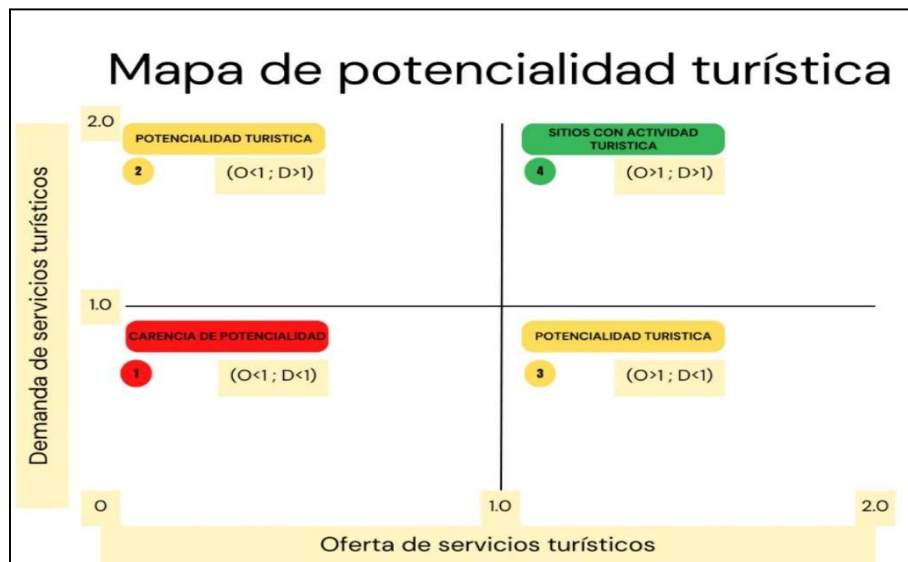 Mapa de potencialidad turística
Demanda de servicios turísticos
2.0
POTENCIALIDAD TURISTICA
2
(O<1 ; D>1)
SITIOS CON ACTIVIDAD
TURISTICA
4
(O>1 ; D>1)
1.0
CARENCIA DE POTENCIALIDAD
1
(O<1 ; D<1)
POTENCIALIDAD TURISTICA
3
(O>1 ; D<1)
0
1.0
2.0
Oferta de servicios turísticos